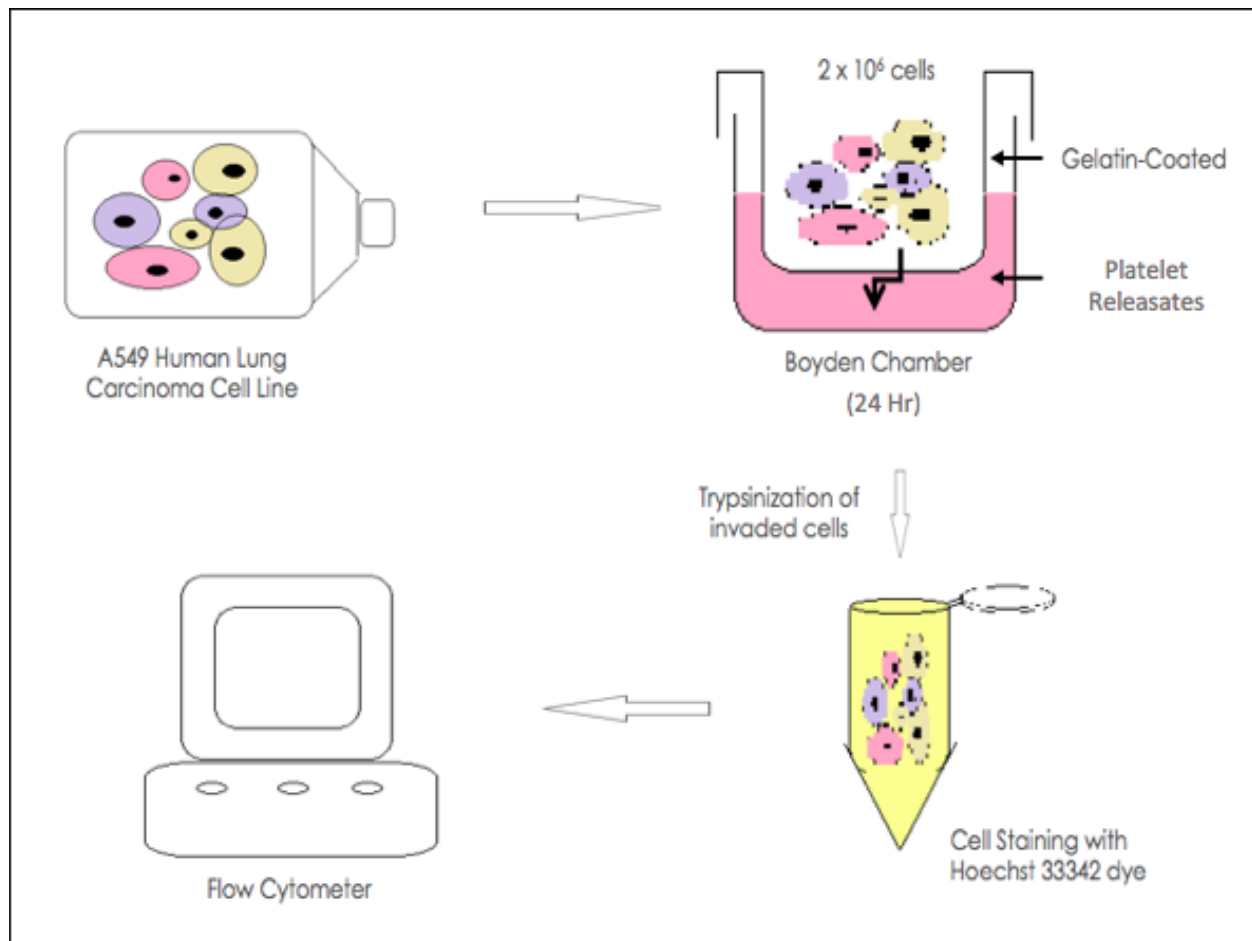 2 x 10⁶ cells
Gelatin-Coated
Platelet
Releasates
A549 Human Lung
Carcinoma Cell Line
Boyden Chamber
(24 Hr)
Trypsinization of
invaded cells
Cell Staining with
Hoechst 33342 dye
Flow Cytometer